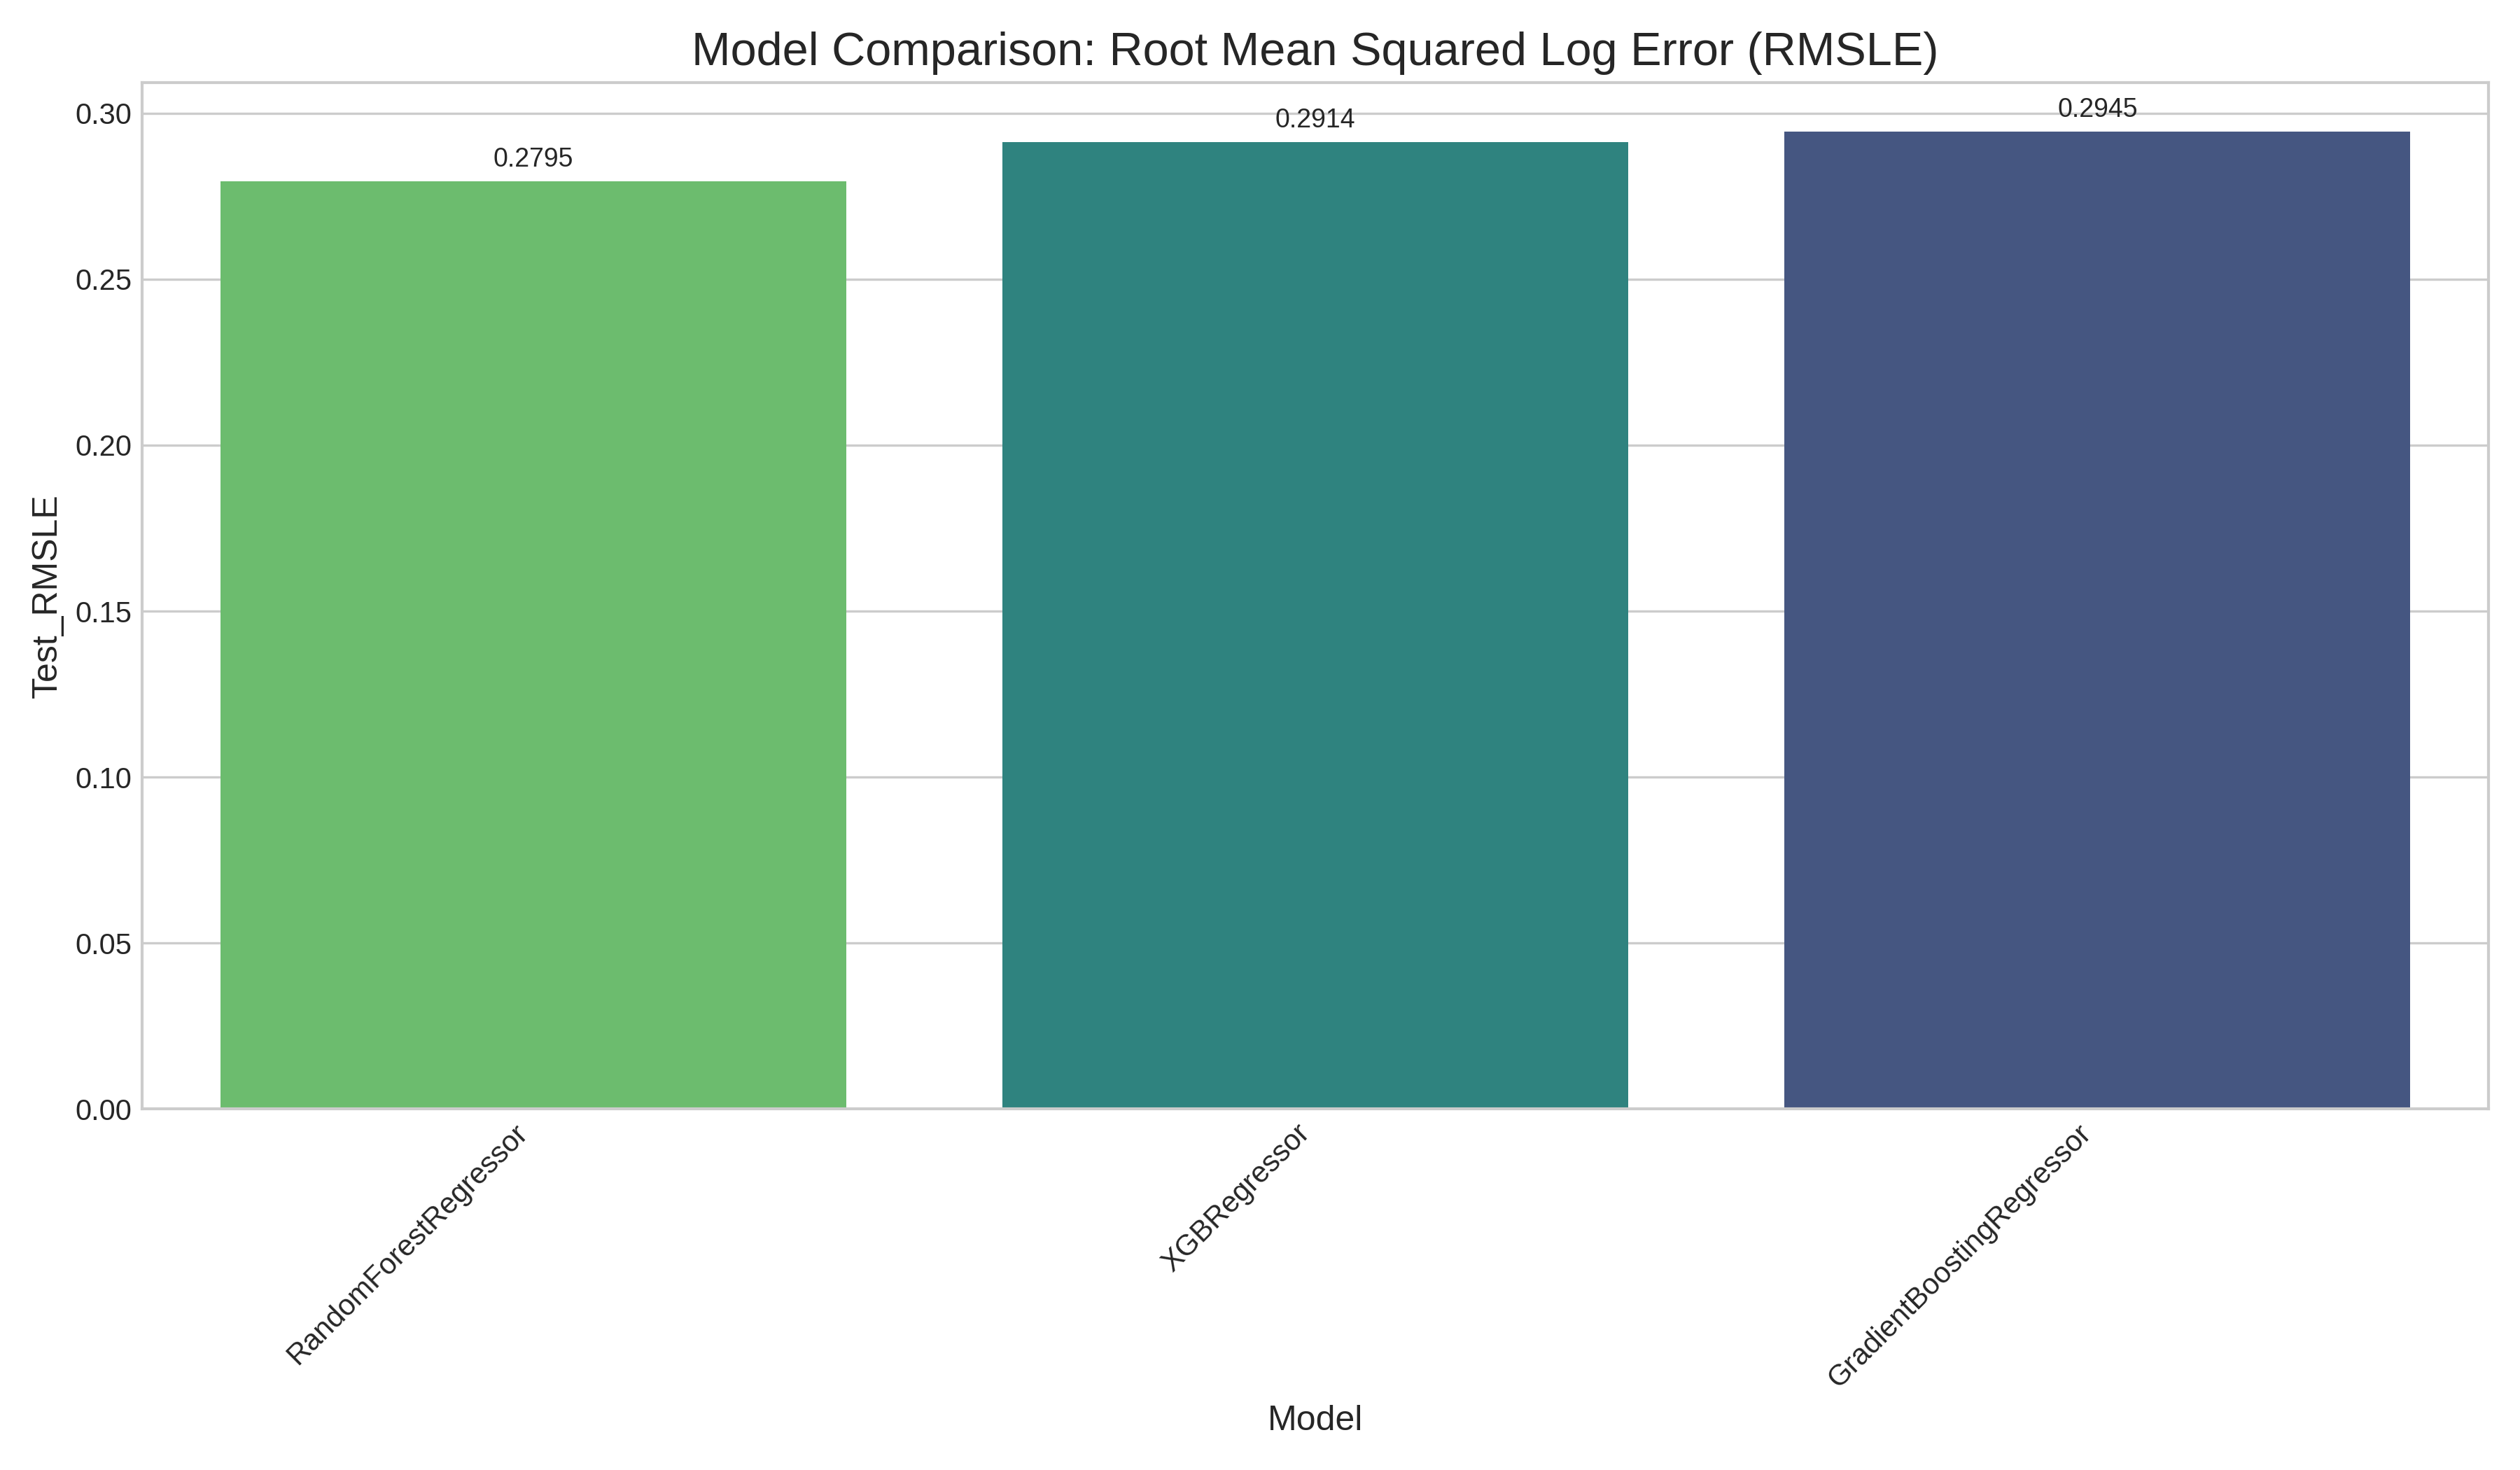 Model Comparison: Root Mean Squared Log Error (RMSLE)
0.30
0.25
0.20
0.15
0.10
0.05
0.00
Test_RMSLE
0.2795
0.2914
0.2945
RandomForestRegressor
XGBRegressor
GradientBoostingRegressor
Model